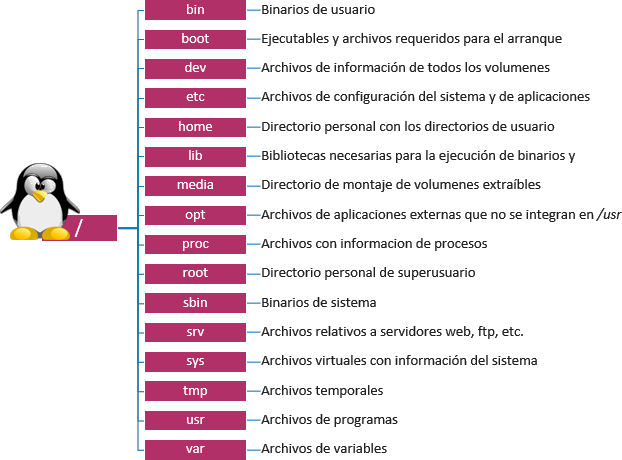 bin Binarios de usuario
boot Ejecutables y archivos requeridos para el arranque
dev Archivos de información de todos los volumenes
etc Archivos de configuración del sistema y de aplicaciones
home Directorio personal con los directorios de usuario
lib Bibliotecas necesarias para la ejecución de binarios y
media Directorio de montaje de volumenes extraíbles
opt Archivos de aplicaciones externas que no se integran en /usr
/
proc Archivos con informacion de procesos
root Directorio personal de superusuario
sbin Binarios de sistema
srv Archivos relativos a servidores web, ftp, etc.
sys Archivos virtuales con información del sistema
tmp Archivos temporales
usr Archivos de programas
var Archivos de variables